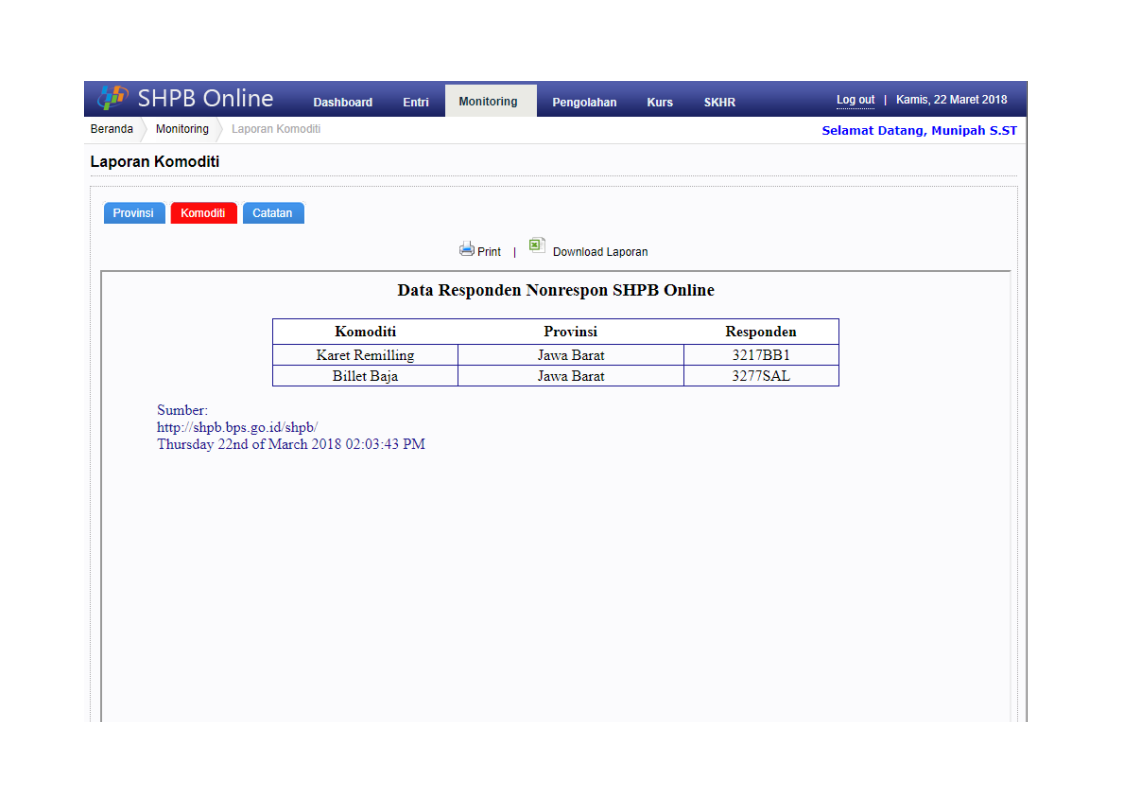 SHPB Online Dashboard Entri Monitoring Pengolahan Kurs SKHR Log out | Kamis, 22 Maret 2018
Beranda Monitoring Laporan Komoditi Selamat Datang, Munipah S.ST
Laporan Komoditi
Provinsi Komoditi Catatan
Print | Download Laporan
Data Responden Nonrespon SHPB Online
Komoditi Provinsi Responden
Karet Remilling Jawa Barat 3217BB1
Billet Baja Jawa Barat 3277SAL
Sumber:
http://shpb.bps.go.id/shpb/
Thursday 22nd of March 2018 02:03:43 PM